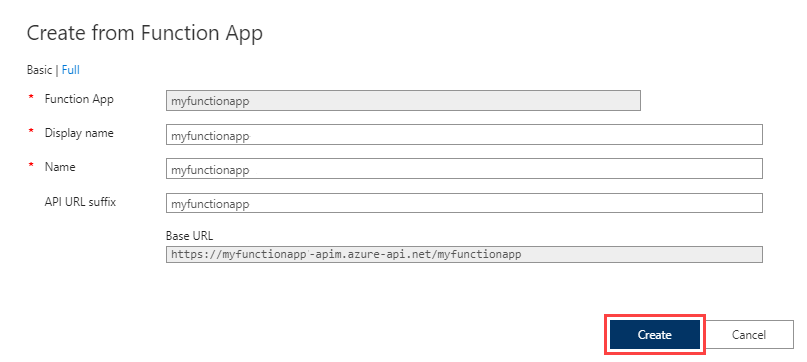 Create from Function App
Basic | Full
* Function App myfunctionapp
* Display name myfunctionapp
* Name myfunctionapp
API URL suffix myfunctionapp
Base URL
https://myfunctionapp -apim.azure-api.net/myfunctionapp
Create Cancel